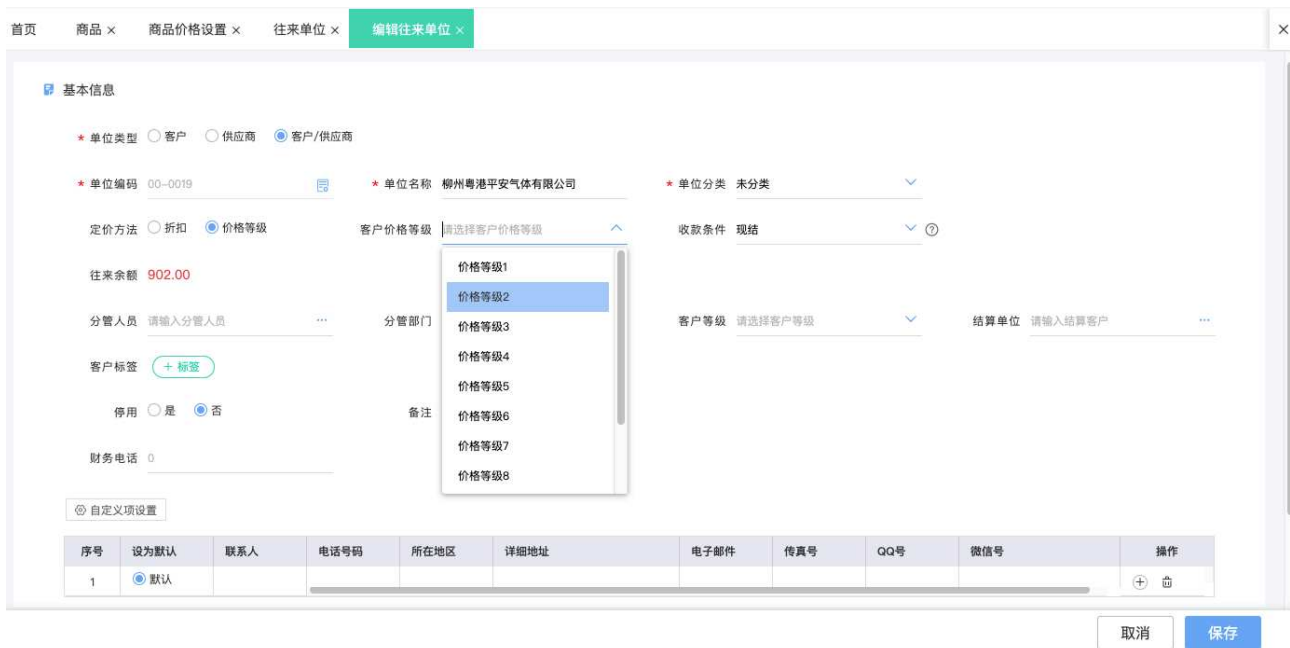 首页 商品 × 商品价格设置 × 往来单位 × 编辑往来单位 × ×
基本信息
* 单位类型 客户 供应商 客户/供应商
* 单位编码 00-0019 * 单位名称 柳州粤港平安气体有限公司 * 单位分类 未分类
定价方法 折扣 价格等级 客户价格等级 请选择客户价格等级 收款条件 现结 ?
往来余额 902.00
价格等级1
价格等级2
分管人员 请输入分管人员 ... 分管部门 价格等级3 客户等级 请选择客户等级 结算单位 请输入结算客户 ...
价格等级4
客户标签 + 标签
价格等级5
停用 是 否 备注 价格等级6
价格等级7
财务电话 0
价格等级8
自定义项设置
序号 设为默认 联系人 电话号码 所在地区 详细地址 电子邮件 传真号 QQ号 微信号 操作
1 默认
取消 保存